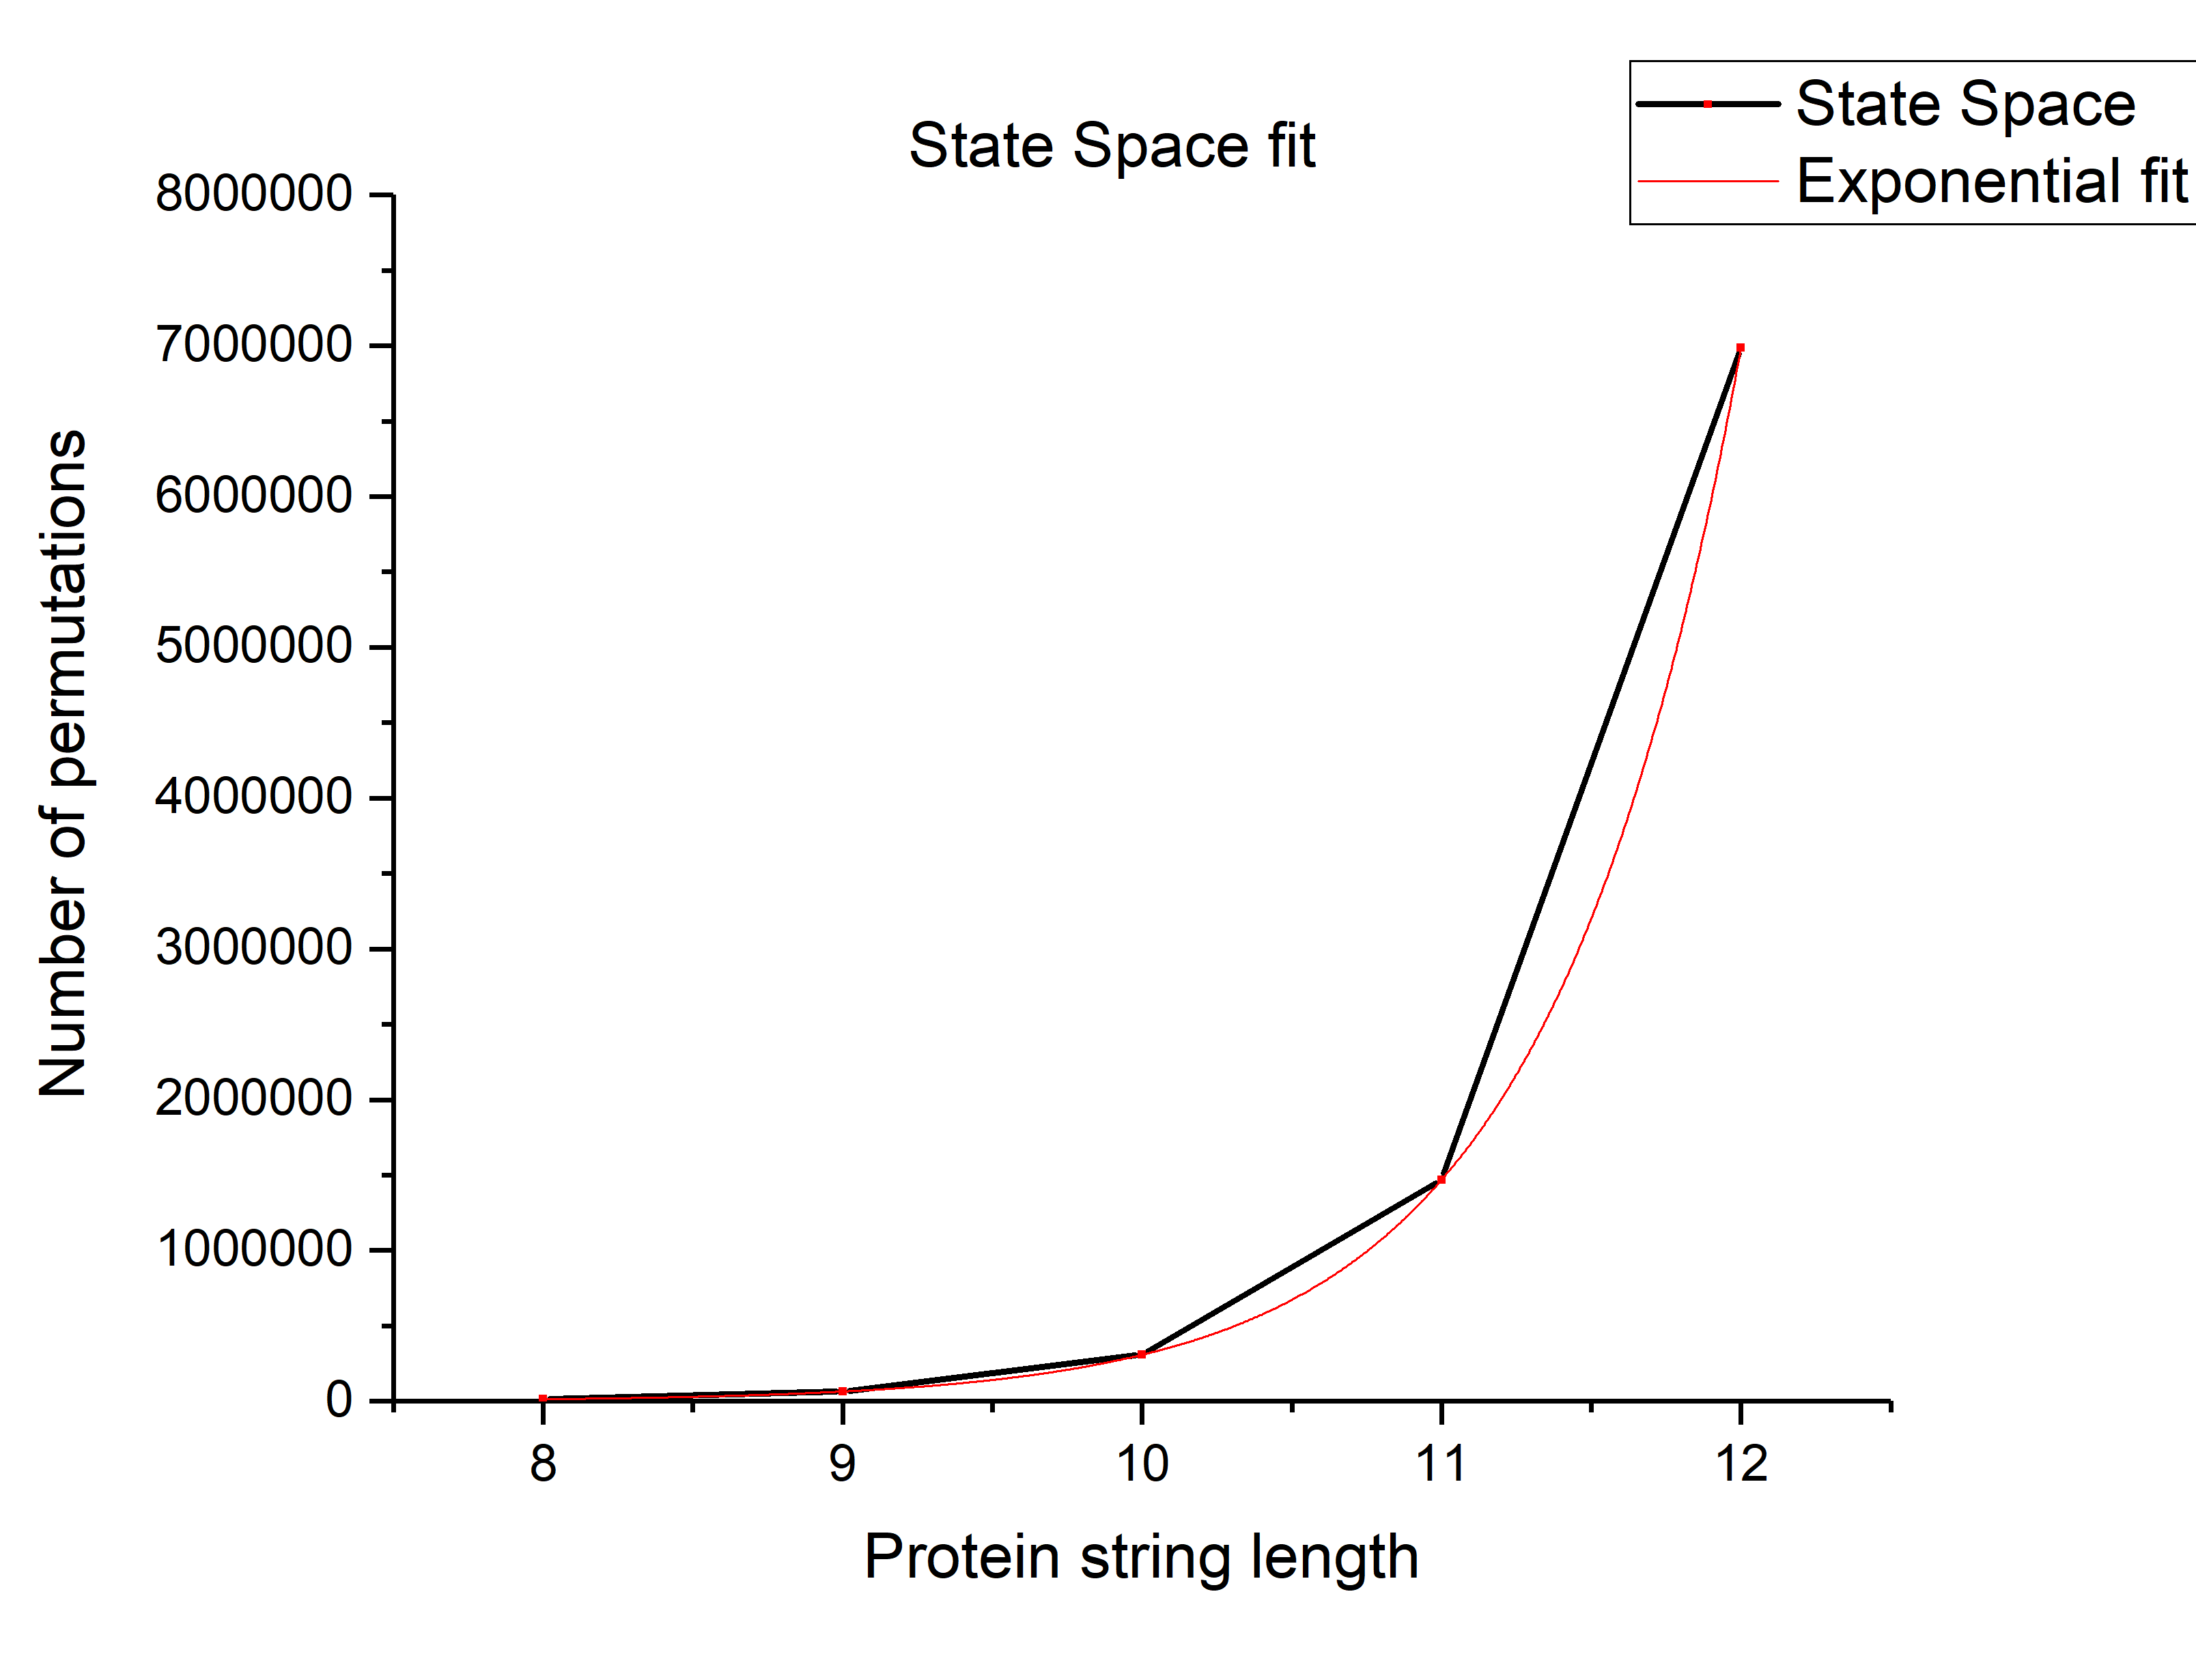 State Space
Exponential fit
State Space fit
8000000
7000000
6000000
5000000
4000000
3000000
2000000
1000000
0
Number of permutations
8 9 10 11 12
Protein string length